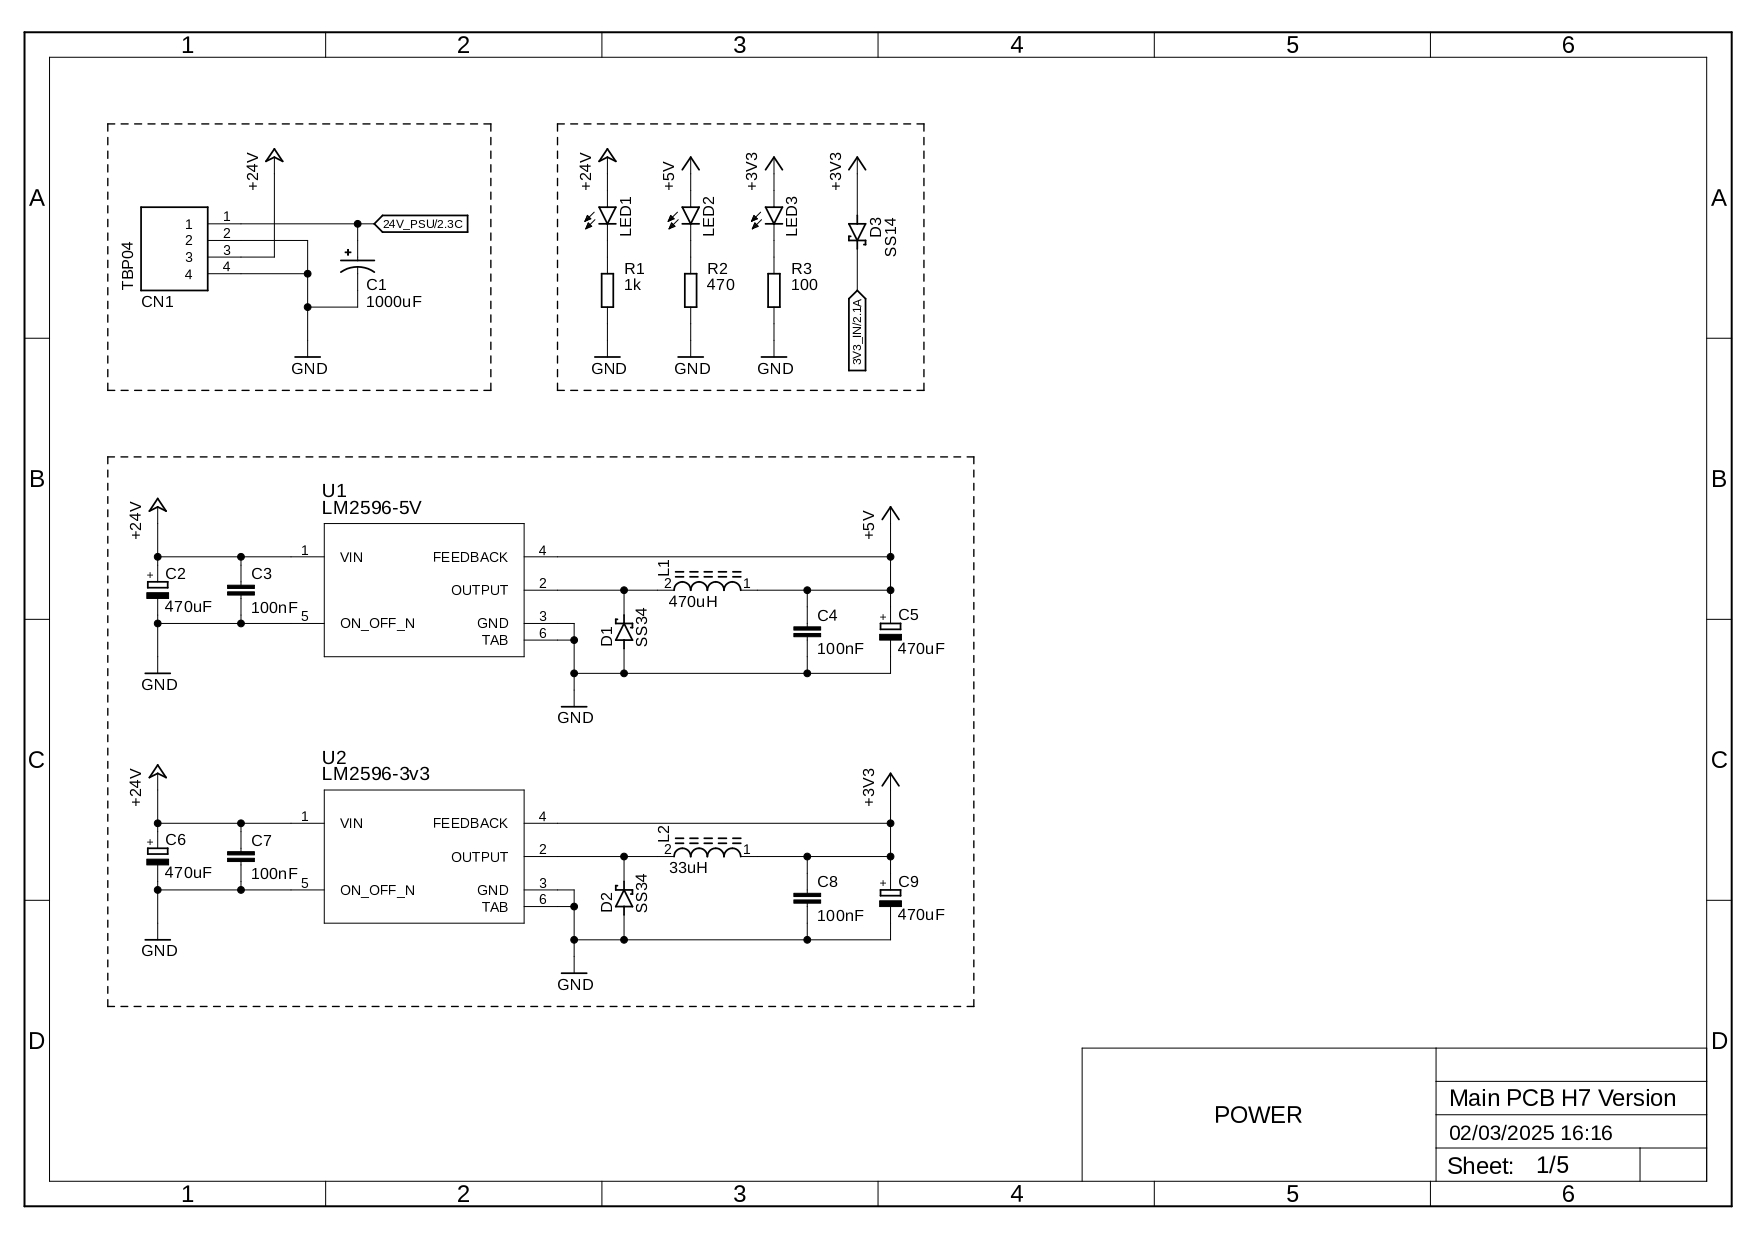 1 2 3 4 5 6
A A
B B
C C
D D
+24V
TBP04
1 1
2 2
3 3
4 4
CN1
24V_PSU/2.3C
+
C1
1000uF
GND
+24V
LED1
R1
1k
GND
+5V
LED2
R2
470
GND
+3V3
LED3
R3
100
GND
+3V3
D3
SS14
3V3_IN/2.1A
U1
LM2596-5V
+24V
+ C2
470uF
C3
100nF
GND
1 VIN
5 ON_OFF_N
FEEDBACK 4
OUTPUT 2
GND 3
TAB 6
L1
2 1
470uH
D1
SS34
C4
100nF
+5V
+ C5
470uF
GND
U2
LM2596-3v3
+24V
+ C6
470uF
C7
100nF
GND
1 VIN
5 ON_OFF_N
FEEDBACK 4
OUTPUT 2
GND 3
TAB 6
L2
2 1
33uH
D2
SS34
C8
100nF
+3V3
+ C9
470uF
GND
POWER
Main PCB H7 Version
02/03/2025 16:16
Sheet: 1/5
1 2 3 4 5 6